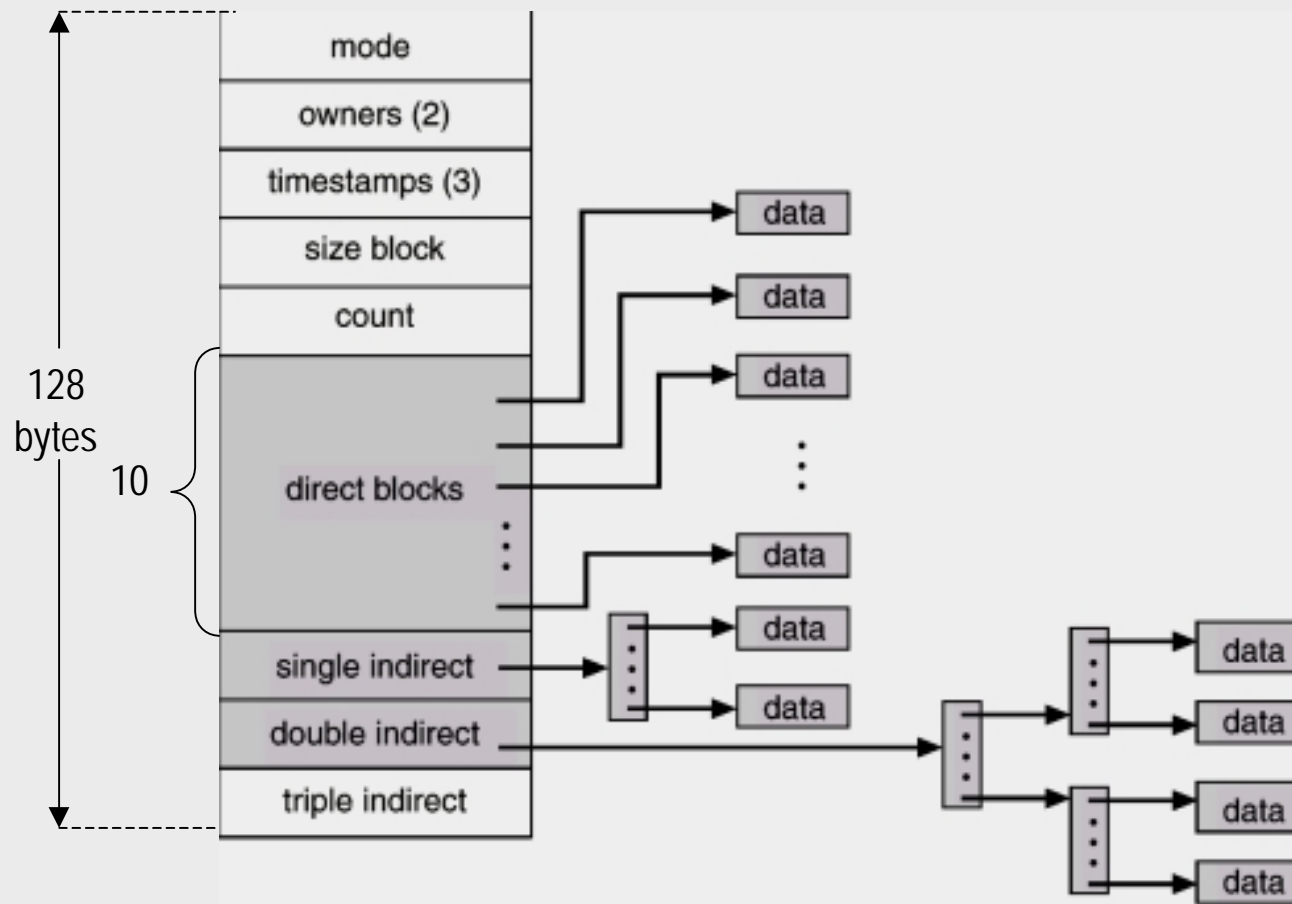 mode
owners (2)
timestamps (3)
size block
count
128
bytes
10
direct blocks
single indirect
double indirect
triple indirect
data
data
data
data
data
data
data
data
data
data